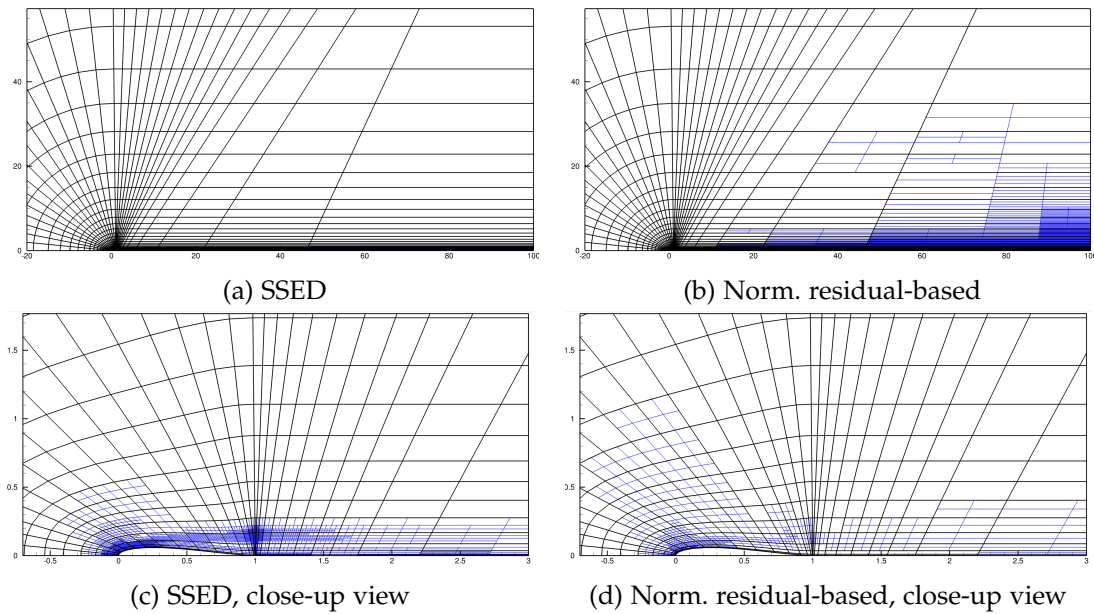 40
20
0
-20 0 20 40 60 80 100
40
20
0
-20 0 20 40 60 80 100
(a) SSED
(b) Norm. residual-based
1.5
1
0.5
0
-0.5 0 0.5 1 1.5 2 2.5 3
1.5
1
0.5
0
-0.5 0 0.5 1 1.5 2 2.5 3
(c) SSED, close-up view
(d) Norm. residual-based, close-up view